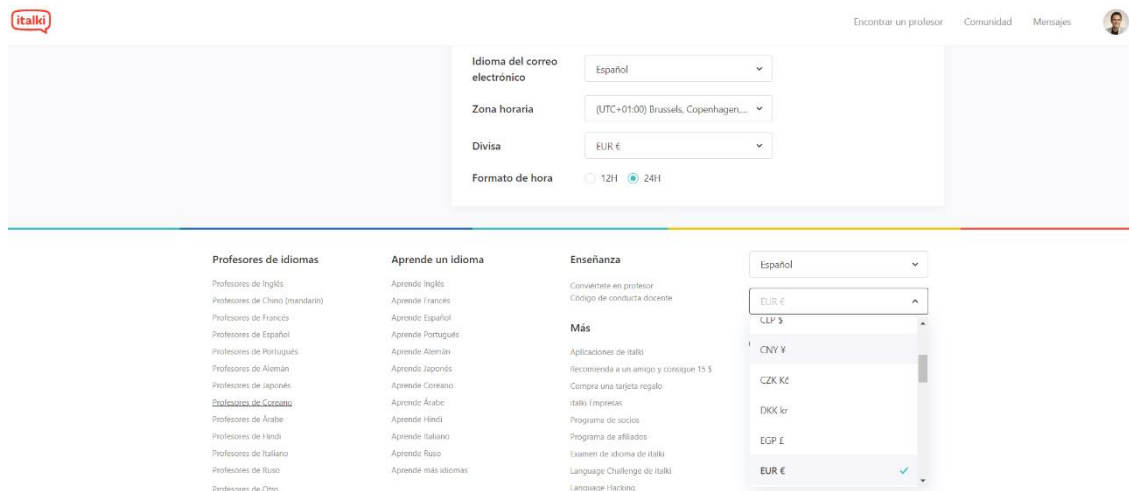 italki
Encontrar un profesor Comunidad Mensajes
Idioma del correo electrónico
Español
Zona horaria
(UTC+01:00) Brussels, Copenhagen,...
Divisa
EUR €
Formato de hora
12H 24H
Profesores de idiomas
Profesores de Inglés
Profesores de Chino (mandarín)
Profesores de Francés
Profesores de Español
Profesores de Portugués
Profesores de Alemán
Profesores de Japonés
Profesores de Coreano
Profesores de Árabe
Profesores de Hindi
Profesores de Italiano
Profesores de Ruso
Profesores de Otro
Aprende un idioma
Aprende Inglés
Aprende Francés
Aprende Español
Aprende Portugués
Aprende Alemán
Aprende Japonés
Aprende Coreano
Aprende Árabe
Aprende Hindi
Aprende Italiano
Aprende Ruso
Aprende más idiomas
Enseñanza
Conviértete en profesor
Código de conducta docente
Más
Aplicaciones de italki
Recomienda a un amigo y consigue 15 $
Compra una tarjeta regalo
italki Empresas
Programa de socios
Programa de afiliados
Examen de idioma de italki
Language Challenge de italki
Language Hacking
Español
EUR €
CLP $
CNY ¥
CZK Kč
DKK kr
EGP £
EUR €